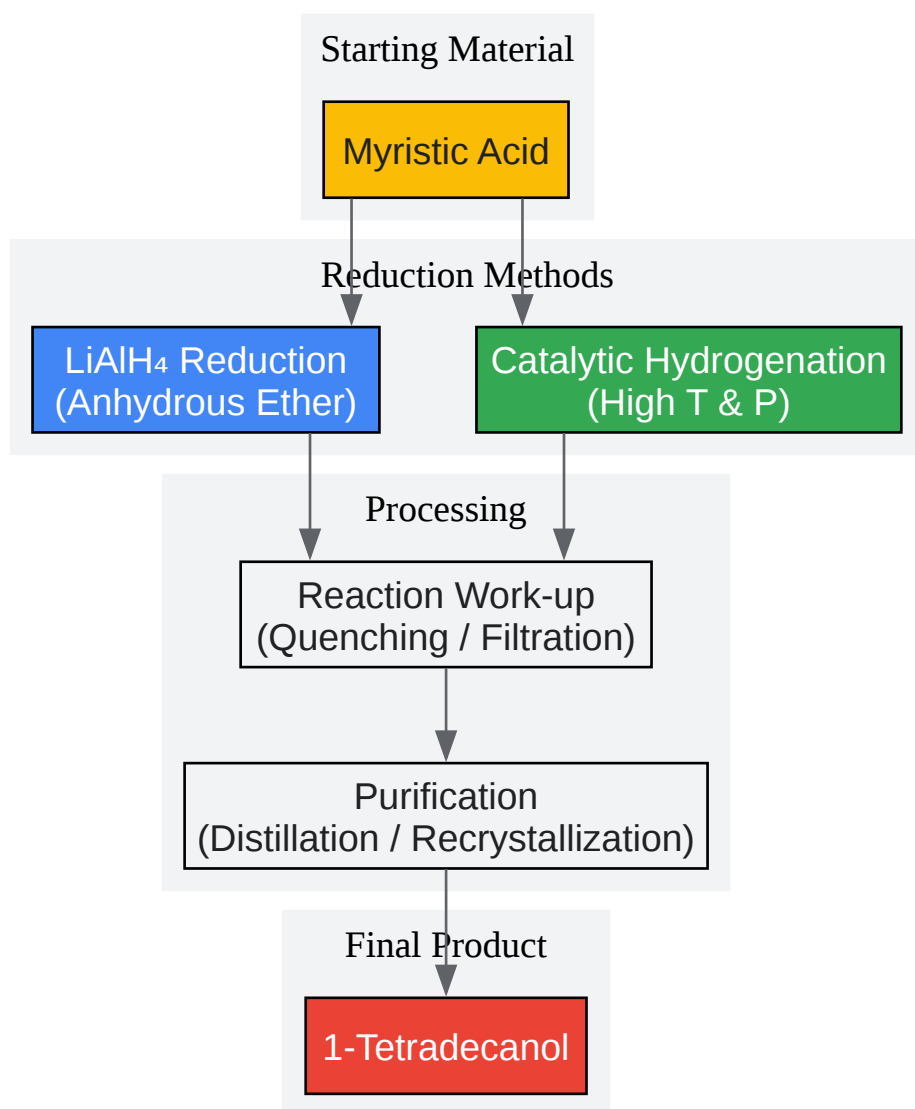 Starting Material
Myristic Acid
Reduction Methods
LiAlH₄ Reduction
(Anhydrous Ether)
Catalytic Hydrogenation
(High T & P)
Processing
Reaction Work-up
(Quenching / Filtration)
Purification
(Distillation / Recrystallization)
Final Product
1-Tetradecanol